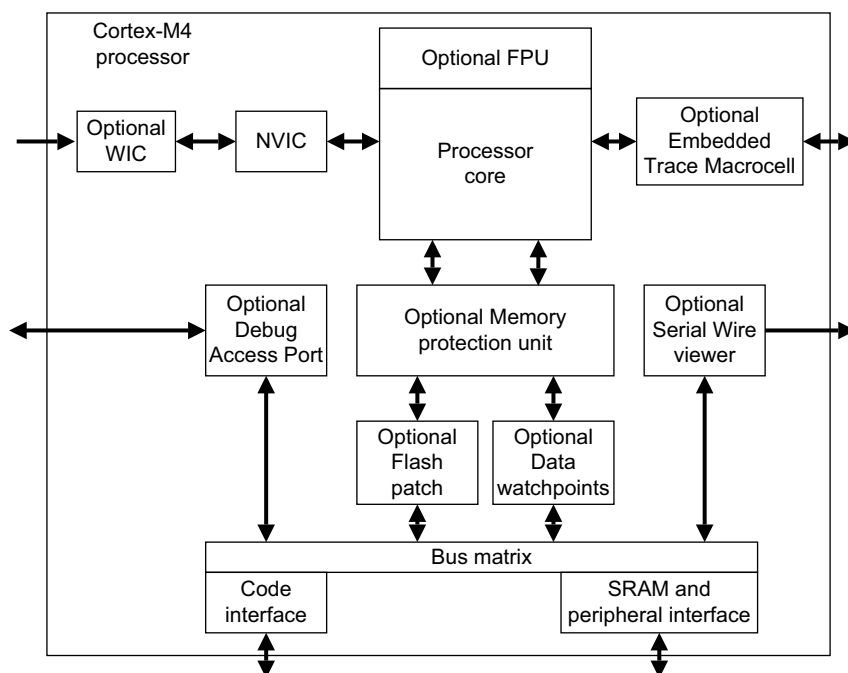 Cortex-M4
processor
Optional FPU
Optional
WIC
NVIC
Processor
core
Optional
Embedded
Trace Macrocell
Optional
Debug
Access Port
Optional Memory
protection unit
Optional
Serial Wire
viewer
Optional
Flash
patch
Optional
Data
watchpoints
Bus matrix
Code
interface
SRAM and
peripheral interface